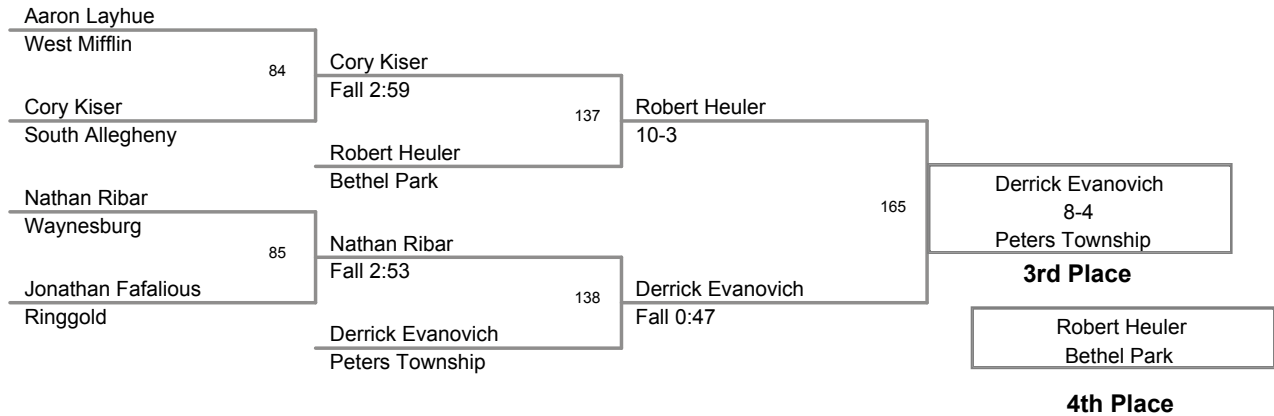 Aaron Layhue
West Mifflin
84
Cory Kiser
South Allegheny
Nathan Ribar
Waynesburg
85
Jonathan Fafalious
Ringgold
Cory Kiser
Fall 2:59
137
Robert Heuler
Bethel Park
Nathan Ribar
Fall 2:53
138
Derrick Evanovich
Peters Township
Robert Heuler
10-3
165
Derrick Evanovich
Fall 0:47
Derrick Evanovich
8-4
Peters Township
3rd Place
Robert Heuler
Bethel Park
4th Place